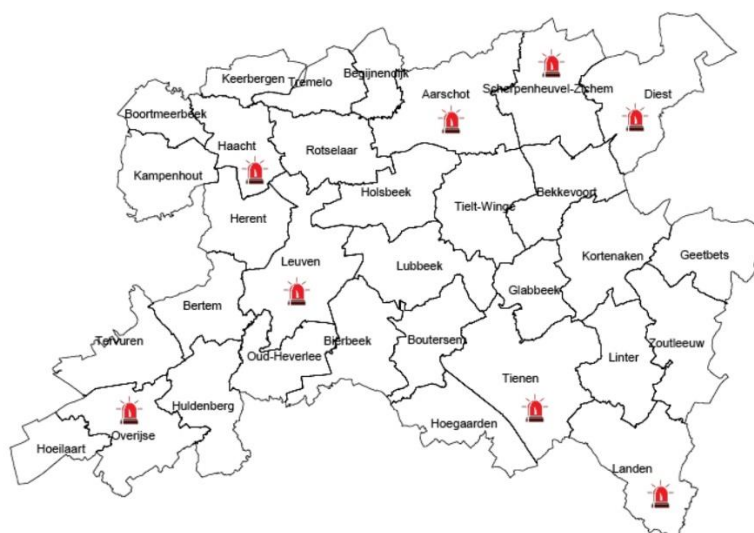 Keerbergen
Tremelo
Begijnendijk
Aarschot
Scherpenheuvel-Zichem
Diest
Boortmeerbeek
Haacht
Rotselaar
Kampenhout
Holsbeek
Bekkevoort
Herent
Tielt-Winge
Leuven
Lubbeek
Kortenaken
Geetbets
Glabbeek
Bertem
Tervuren
Oud-Heverlee
Bierbeek
Boutersem
Linter
Zoutleeuw
Tienen
Huldenberg
Hoegaarden
Overijse
Hoeilaart
Landen